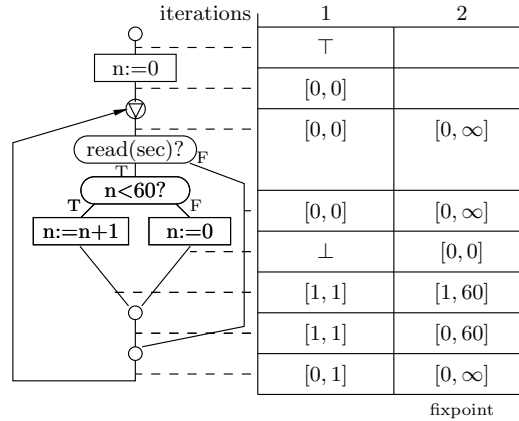 iterations 1 2
⊤
n:=0
[0, 0]
[0, 0] [0, ∞]
read(sec)? F
T
n<60?
T F
[0, 0] [0, ∞]
n:=n+1 n:=0
⊥ [0, 0]
[1, 1] [1, 60]
[1, 1] [0, 60]
[0, 1] [0, ∞]
fixpoint